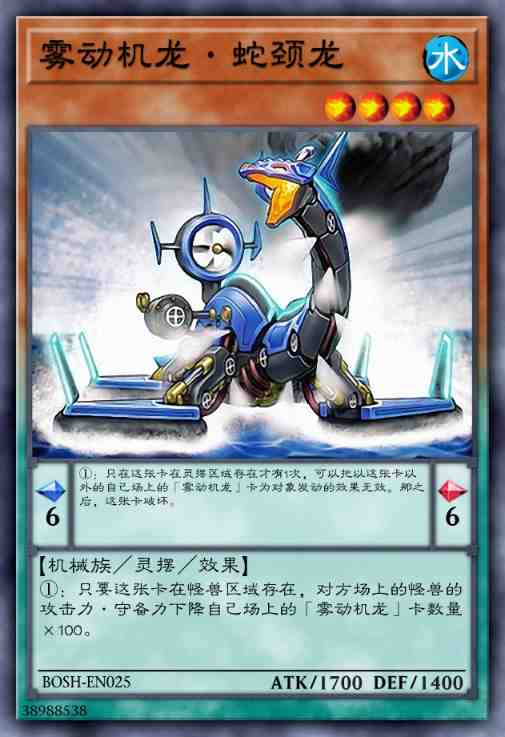 雾动机龙·蛇颈龙
水
①：只在这张卡在灵摆区域存在才有1次，可以把以这张卡以
外的自己场上的「雾动机龙」卡为对象发动的效果无效。那之
后，这张卡破坏。
6
6
【机械族／灵摆／效果】
①：只要这张卡在怪兽区域存在，对方场上的怪兽的
攻击力·守备力下降自己场上的「雾动机龙」卡数量
×100。
BOSH-EN025
ATK/1700 DEF/1400
38988538